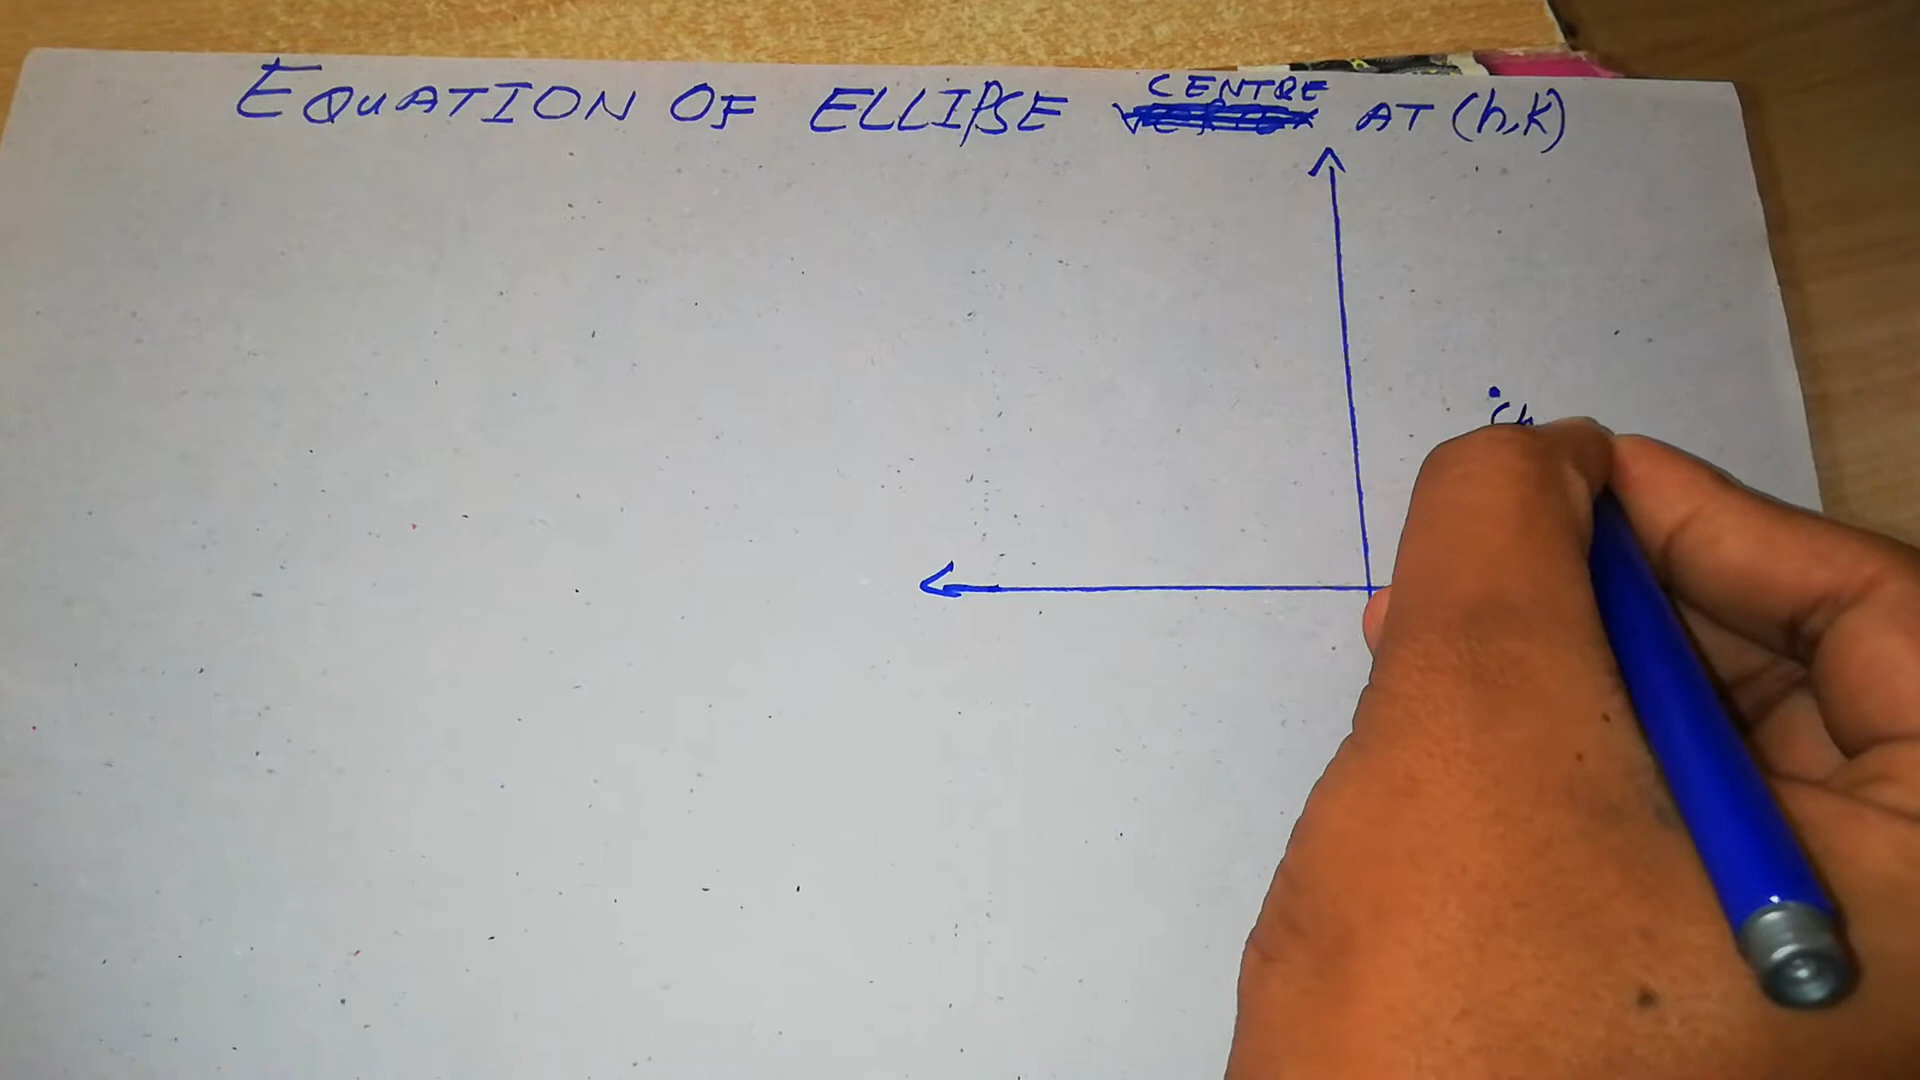 EQUATION OF ELLIPSE CENTRE AT (h,k)
(h